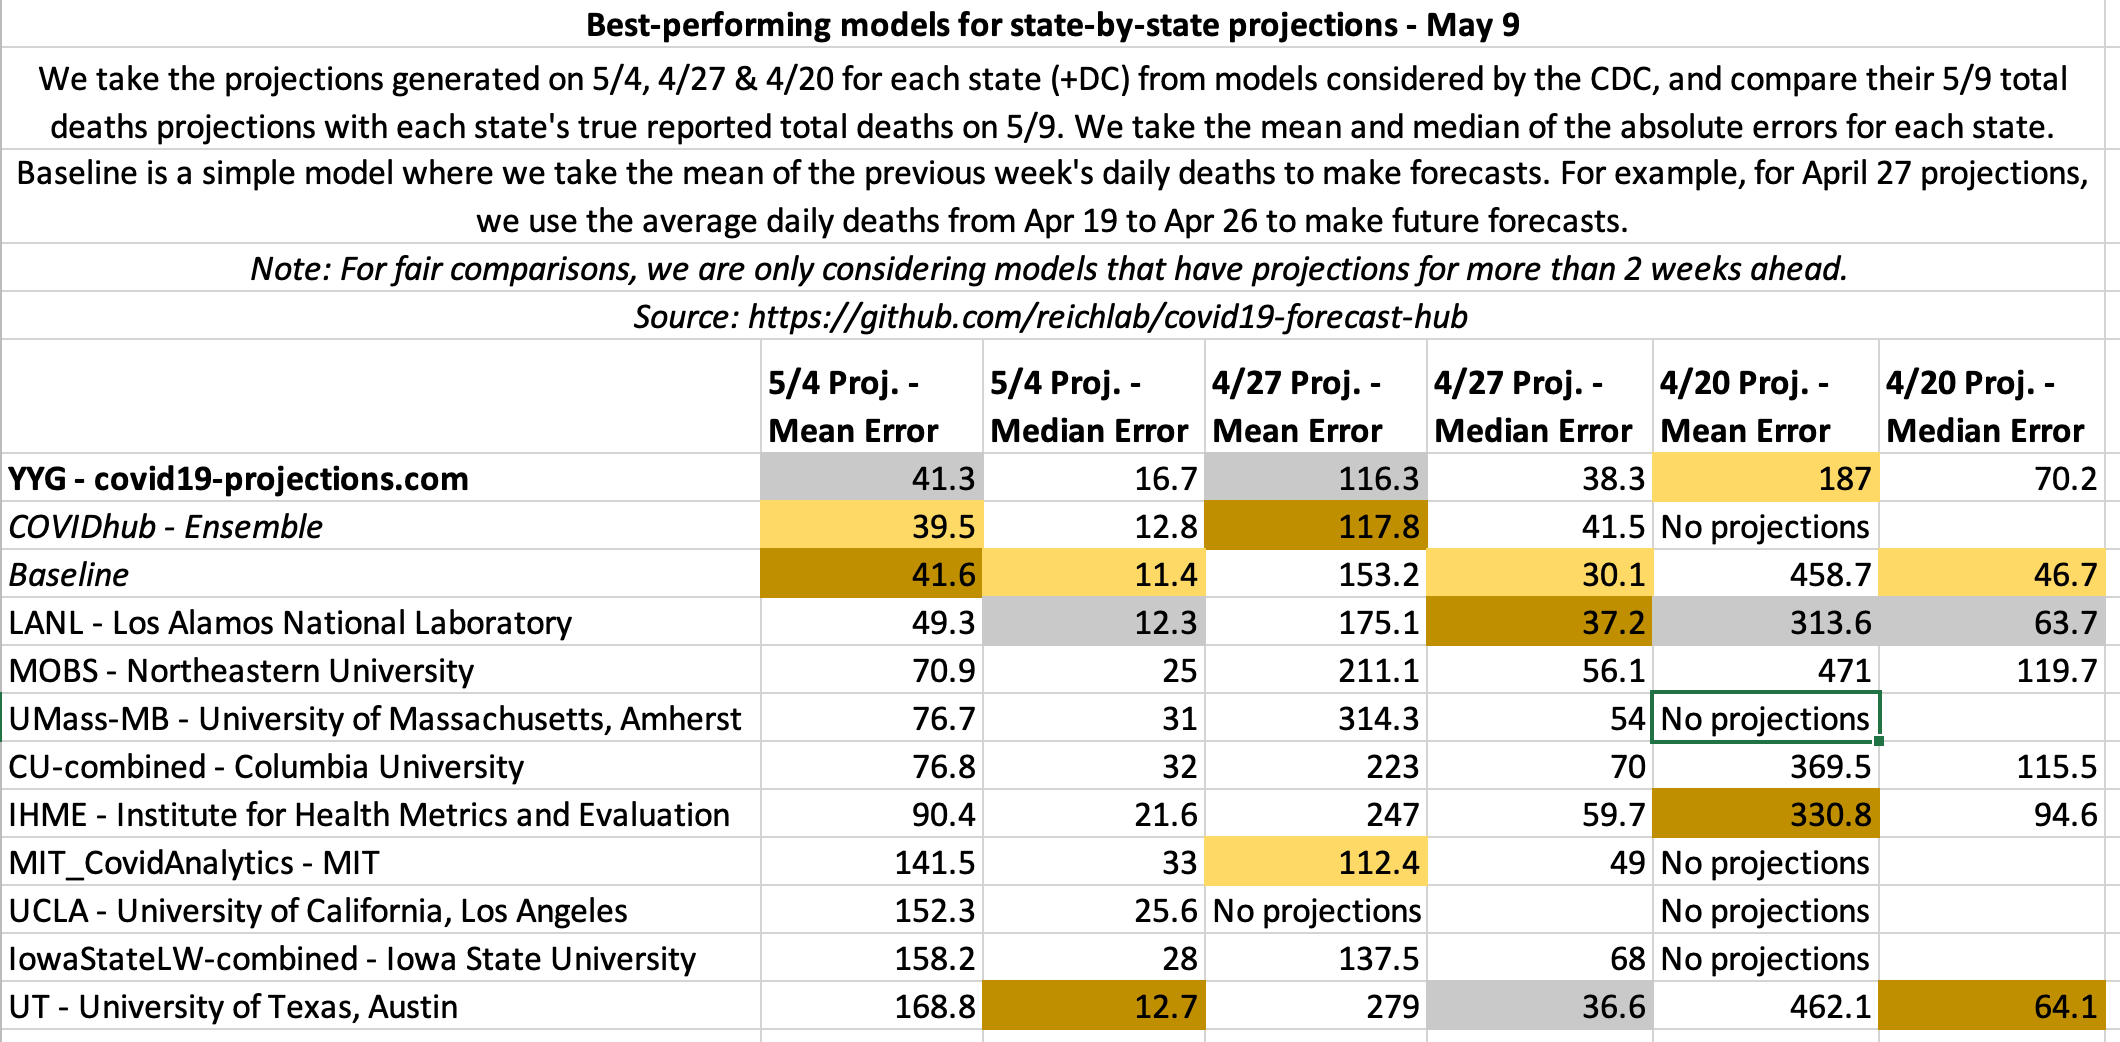 Best-performing models for state-by-state projections - May 9
We take the projections generated on 5/4, 4/27 & 4/20 for each state (+DC) from models considered by the CDC, and compare their 5/9 total
deaths projections with each state's true reported total deaths on 5/9. We take the mean and median of the absolute errors for each state.
Baseline is a simple model where we take the mean of the previous week's daily deaths to make forecasts. For example, for April 27 projections,
we use the average daily deaths from Apr 19 to Apr 26 to make future forecasts.
Note: For fair comparisons, we are only considering models that have projections for more than 2 weeks ahead.
Source: https://github.com/reichlab/covid19-forecast-hub
5/4 Proj. - 5/4 Proj. - 4/27 Proj. - 4/27 Proj. - 4/20 Proj. - 4/20 Proj. -
Mean Error Median Error Mean Error Median Error Mean Error Median Error
YYG - covid19-projections.com 41.3 16.7 116.3 38.3 187 70.2
COVIDhub - Ensemble 39.5 12.8 117.8 41.5 No projections
Baseline 41.6 11.4 153.2 30.1 458.7 46.7
LANL - Los Alamos National Laboratory 49.3 12.3 175.1 37.2 313.6 63.7
MOBS - Northeastern University 70.9 25 211.1 56.1 471 119.7
UMass-MB - University of Massachusetts, Amherst 76.7 31 314.3 54 No projections
CU-combined - Columbia University 76.8 32 223 70 369.5 115.5
IHME - Institute for Health Metrics and Evaluation 90.4 21.6 247 59.7 330.8 94.6
MIT_CovidAnalytics - MIT 141.5 33 112.4 49 No projections
UCLA - University of California, Los Angeles 152.3 25.6 No projections No projections
IowaStateLW-combined - Iowa State University 158.2 28 137.5 68 No projections
UT - University of Texas, Austin 168.8 12.7 279 36.6 462.1 64.1